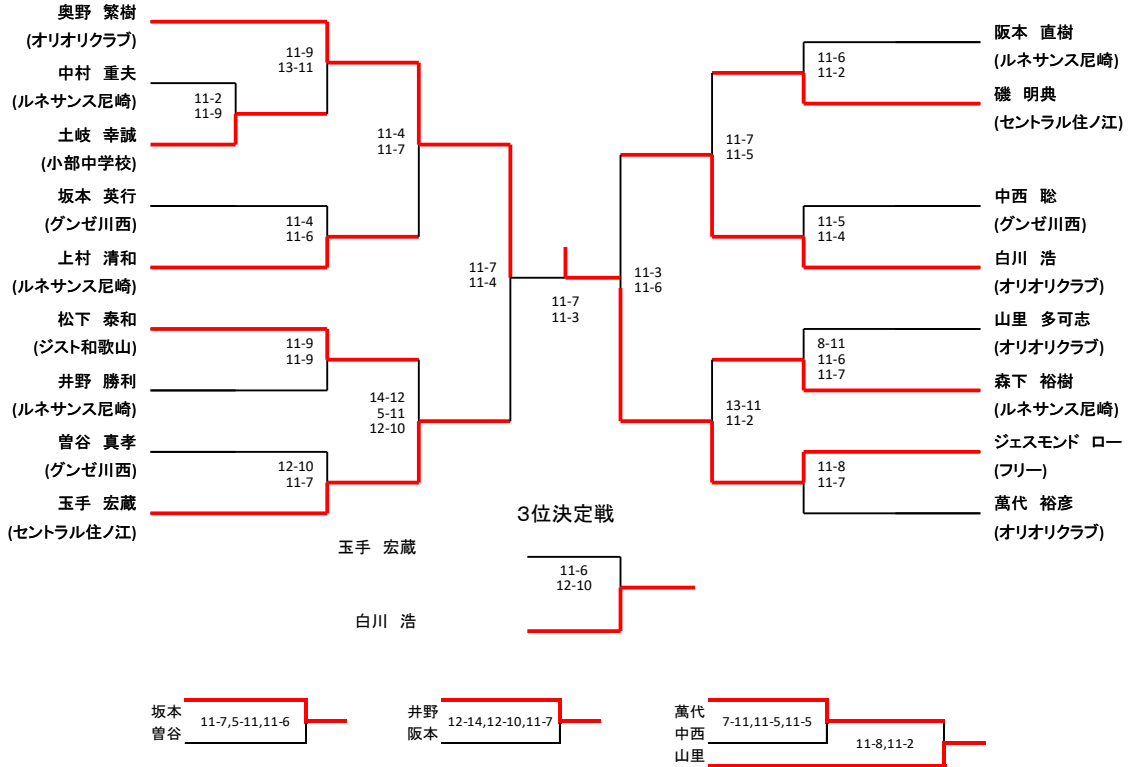 奥野　繁樹
(オリオリクラブ)
中村　重夫
(ルネサンス尼崎)
土岐　幸誠
(小部中学校)
坂本　英行
(グンゼ川西)
上村　清和
(ルネサンス尼崎)
松下　泰和
(ジスト和歌山)
井野　勝利
(ルネサンス尼崎)
曽谷　真孝
(グンゼ川西)
玉手　宏蔵
(セントラル住ノ江)
11-9
13-11
11-2
11-9
11-4
11-6
11-9
11-9
12-10
11-7
11-4
11-7
14-12
5-11
12-10
11-7
11-4
11-7
11-3
11-3
11-6
11-7
11-5
13-11
11-2
11-6
11-2
11-5
11-4
8-11
11-6
11-7
11-8
11-7
阪本　直樹
(ルネサンス尼崎)
磯　明典
(セントラル住ノ江)
中西　聡
(グンゼ川西)
白川　浩
(オリオリクラブ)
山里　多可志
(オリオリクラブ)
森下　裕樹
(ルネサンス尼崎)
ジェスモンド　ロー
(フリー)
萬代　裕彦
(オリオリクラブ)
３位決定戦
玉手　宏蔵
11-6
12-10
白川　浩
坂本
11-7,5-11,11-6
曽谷
井野
12-14,12-10,11-7
阪本
萬代
7-11,11-5,11-5
中西
11-8,11-2
山里